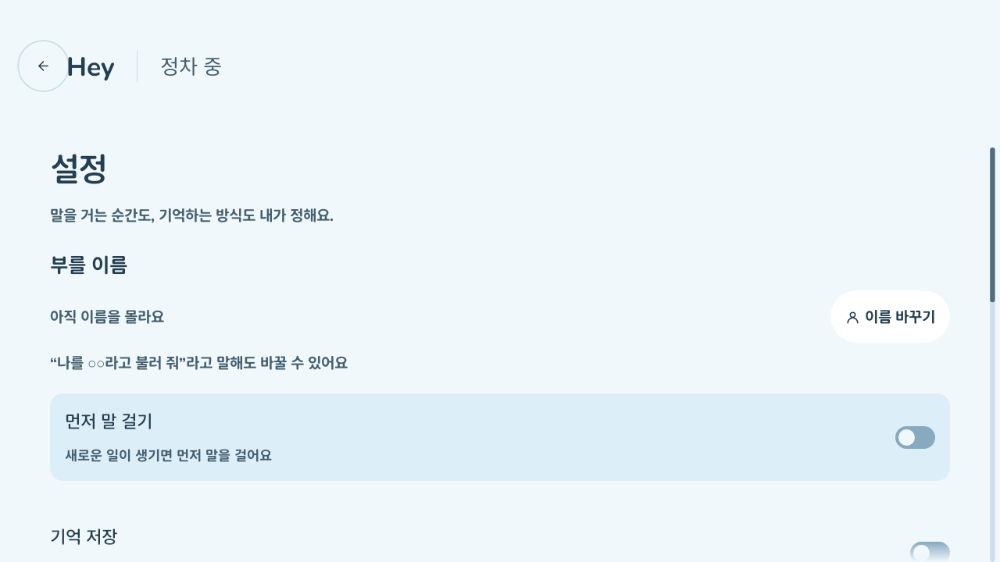 Hey
정차 중
설정
말을 거는 순간도, 기억하는 방식도 내가 정해요.
부를 이름
아직 이름을 몰라요
이름 바꾸기
“나를 ○○라고 불러 줘”라고 말해도 바꿀 수 있어요
먼저 말 걸기
새로운 일이 생기면 먼저 말을 걸어요
기억 저장